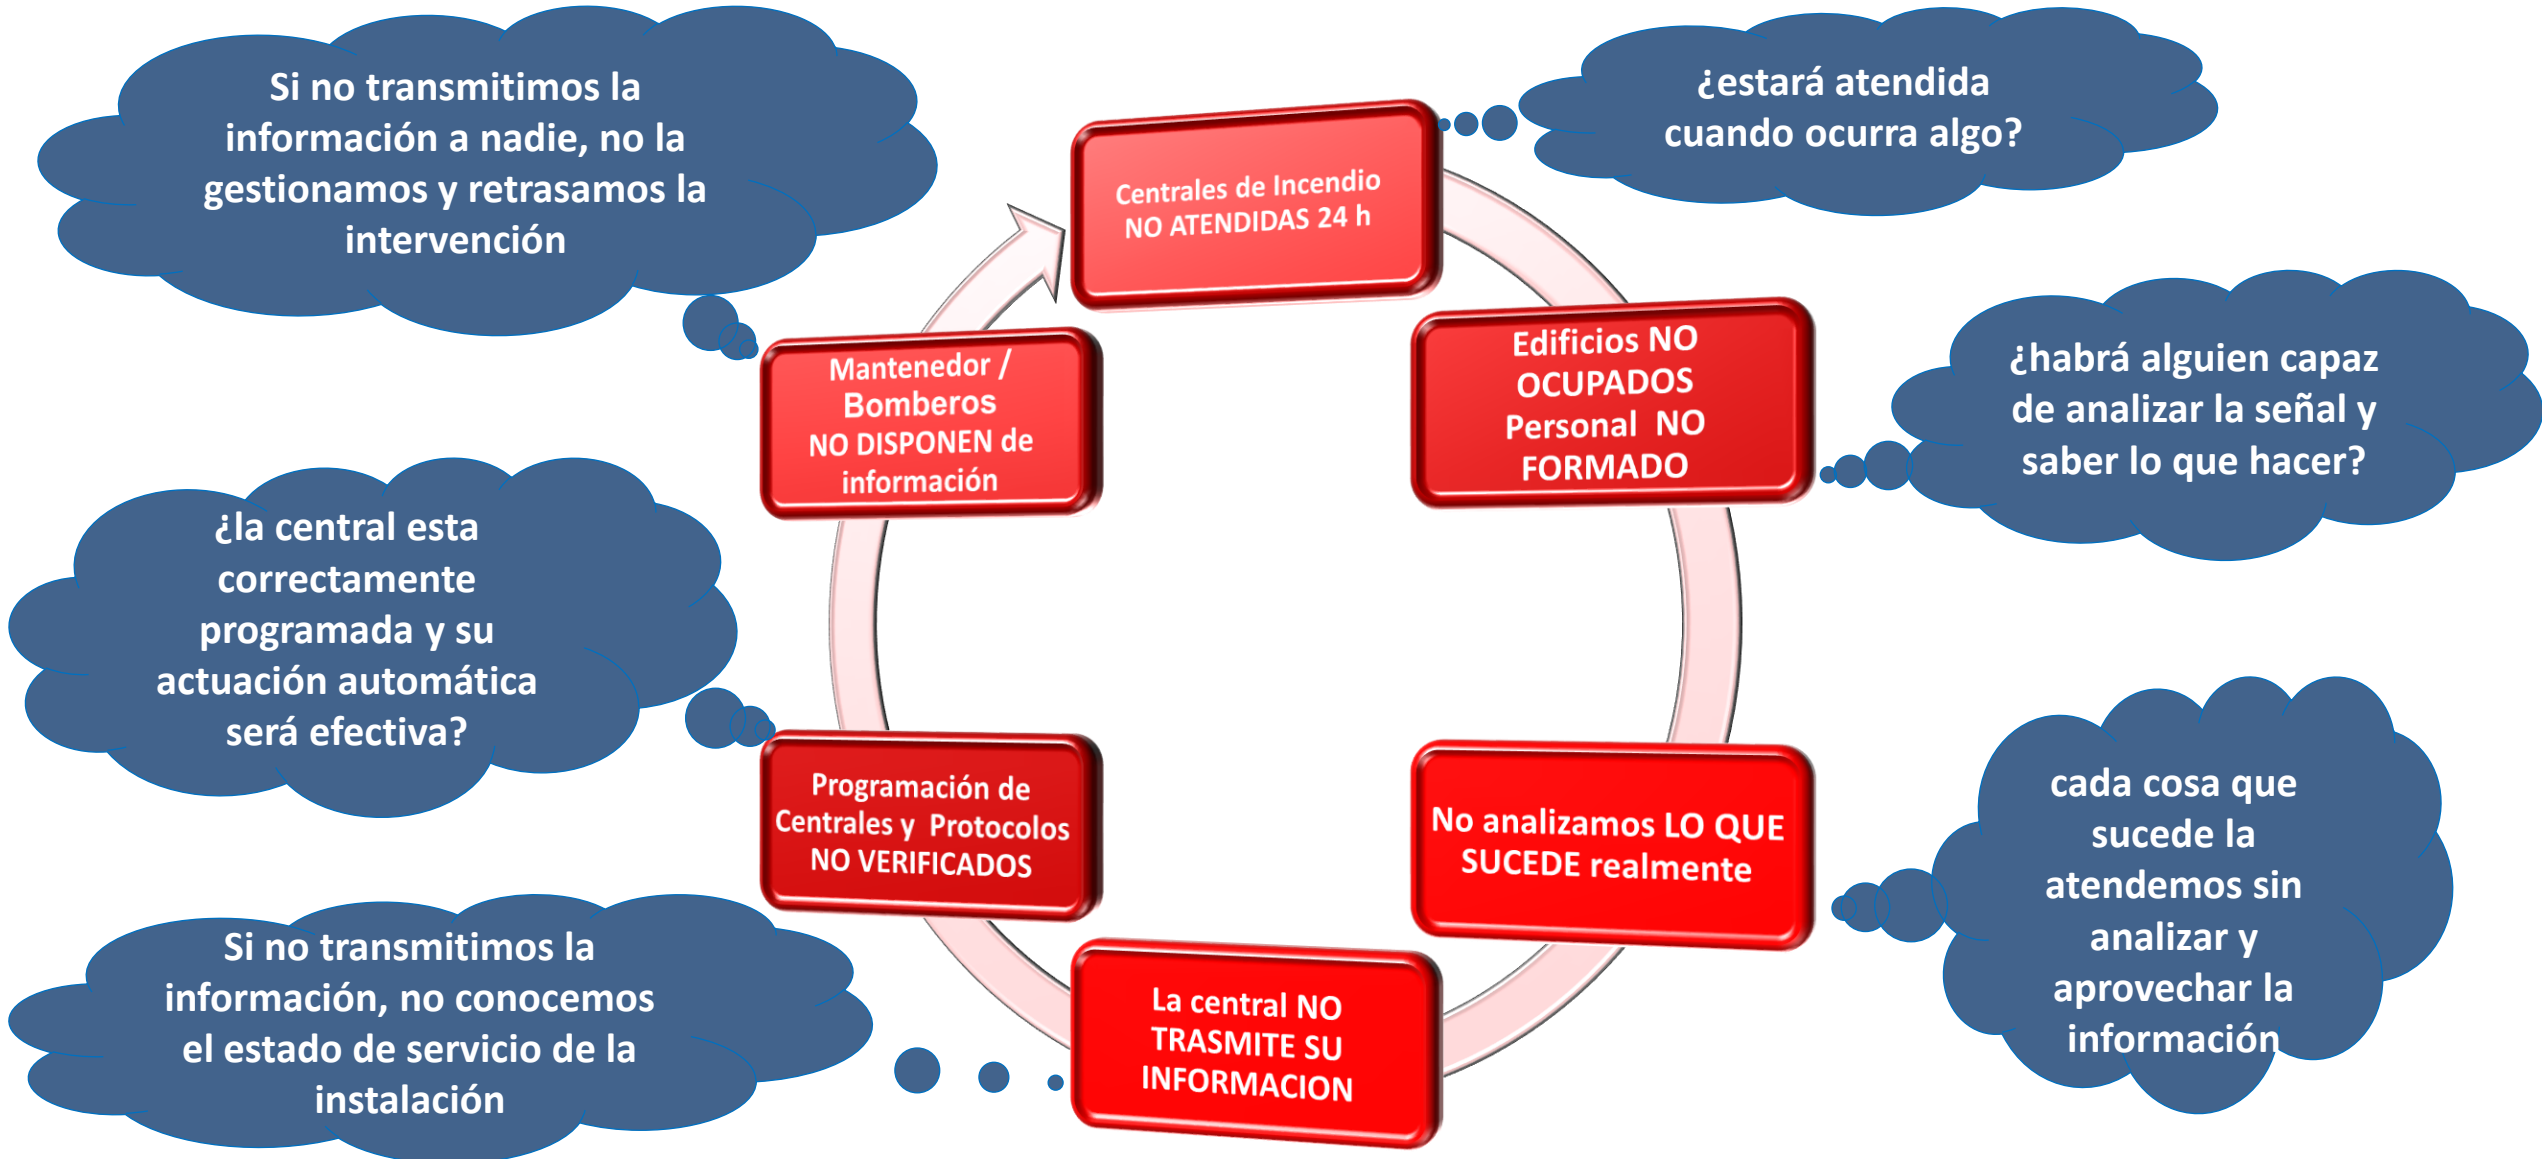 Si no transmitimos la
información a nadie, no la
gestionamos y retrasamos la
intervención
¿estará atendida
cuando ocurra algo?
Centrales de Incendio
NO ATENDIDAS 24 h
Edificios NO
OCUPADOS
Personal  NO
FORMADO
¿habrá alguien capaz
de analizar la señal y
saber lo que hacer?
Mantenedor /
Bomberos
NO DISPONEN de
información
¿la central esta
correctamente
programada y su
actuación automática
será efectiva?
Programación de
Centrales y  Protocolos
NO VERIFICADOS
No analizamos LO QUE
SUCEDE realmente
cada cosa que
sucede la
atendemos sin
analizar y
aprovechar la
información
Si no transmitimos la
información, no conocemos
el estado de servicio de la
instalación
La central NO
TRASMITE SU
INFORMACION